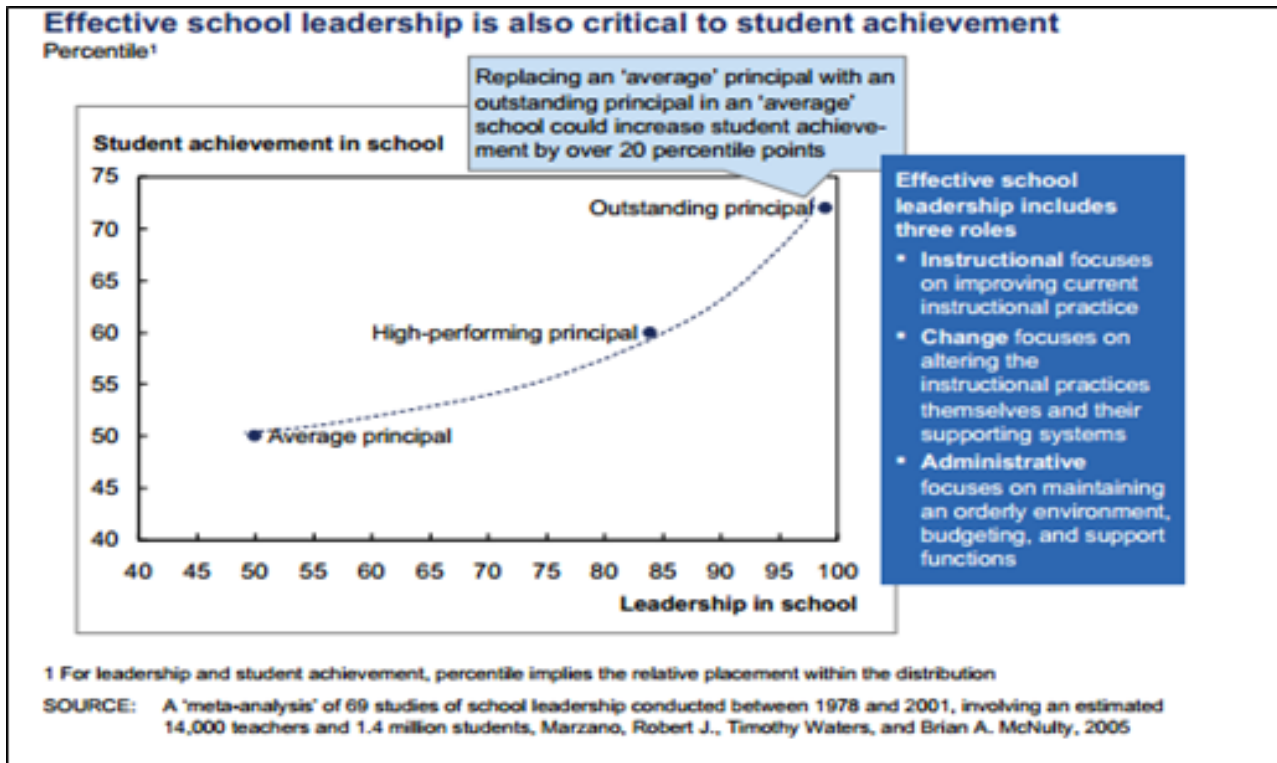 Effective school leadership is also critical to student achievement
Percentile¹
Replacing an 'average' principal with an
outstanding principal in an 'average'
school could increase student achieve-
ment by over 20 percentile points
Student achievement in school
75
70
65
60
55
50
45
40
Outstanding principal
High-performing principal
Average principal
40 45 50 55 60 65 70 75 80 85 90 95 100
Leadership in school
Effective school
leadership includes
three roles
▪ Instructional focuses
on improving current
instructional practice
▪ Change focuses on
altering the
instructional practices
themselves and their
supporting systems
▪ Administrative
focuses on maintaining
an orderly environment,
budgeting, and support
functions
1 For leadership and student achievement, percentile implies the relative placement within the distribution
SOURCE: A 'meta-analysis' of 69 studies of school leadership conducted between 1978 and 2001, involving an estimated
14,000 teachers and 1.4 million students, Marzano, Robert J., Timothy Waters, and Brian A. McNulty, 2005